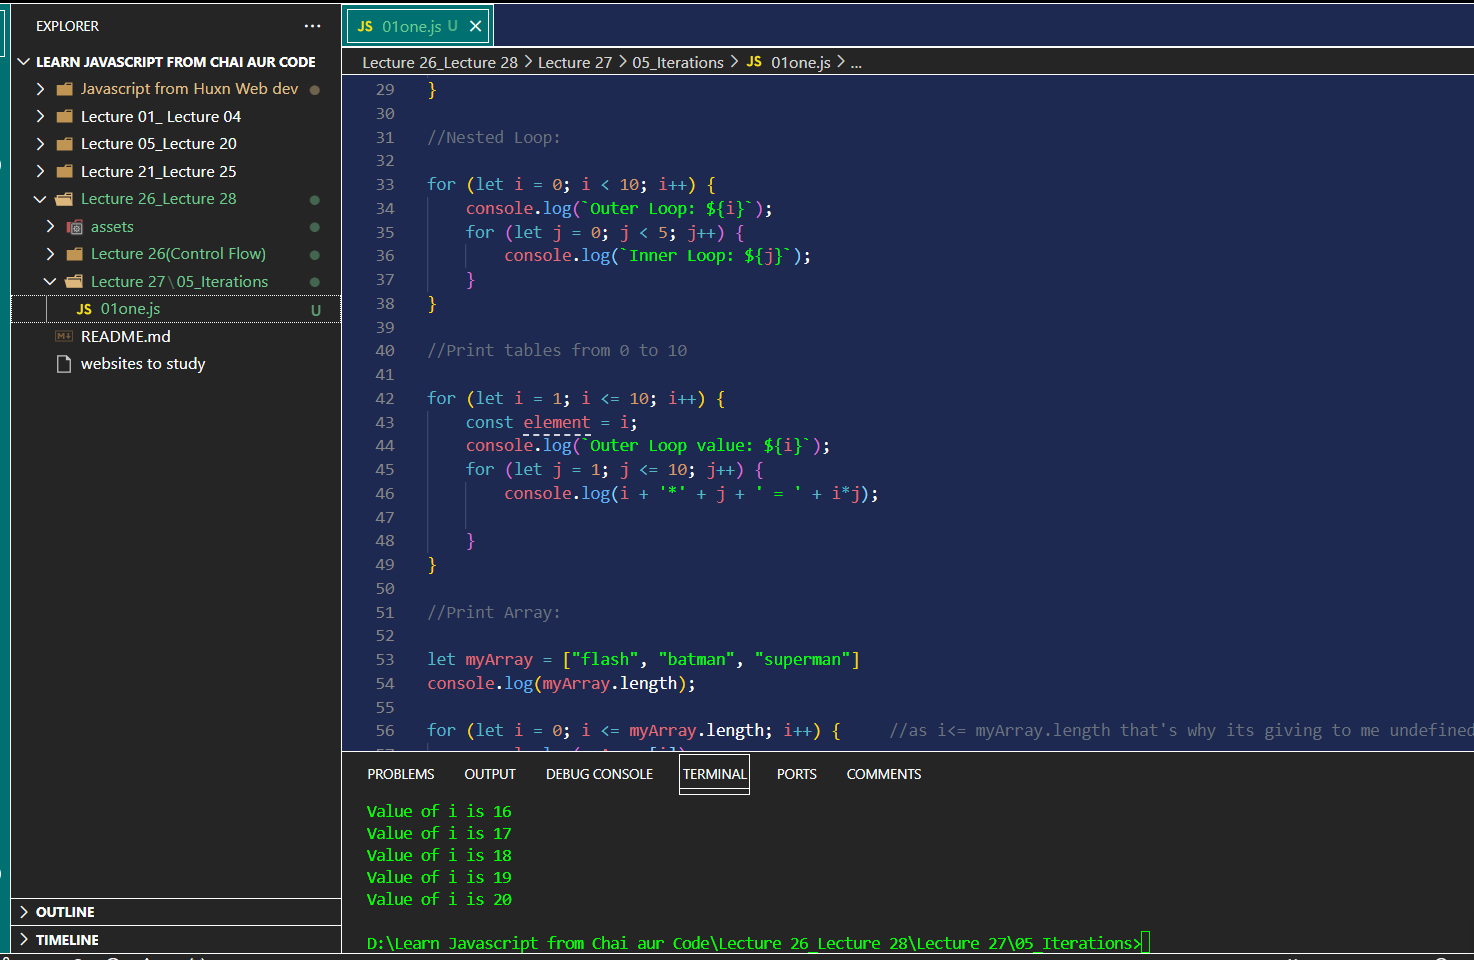 EXPLORER
LEARN JAVASCRIPT FROM CHAI AUR CODE
Javascript from Huxn Web dev
Lecture 01_ Lecture 04
Lecture 05_Lecture 20
Lecture 21_Lecture 25
Lecture 26_Lecture 28
assets
Lecture 26(Control Flow)
Lecture 27\05_Iterations
JS 01one.js U
README.md
websites to study
OUTLINE
TIMELINE
JS 01one.js U
Lecture 26_Lecture 28 > Lecture 27 > 05_Iterations > JS 01one.js > ...
29 }
30
31 //Nested Loop:
32
33 for (let i = 0; i < 10; i++) {
34 console.log(`Outer Loop: ${i}`);
35 for (let j = 0; j < 5; j++) {
36 console.log(`Inner Loop: ${j}`);
37 }
38 }
39
40 //Print tables from 0 to 10
41
42 for (let i = 1; i <= 10; i++) {
43 const element = i;
44 console.log(`Outer Loop value: ${i}`);
45 for (let j = 1; j <= 10; j++) {
46 console.log(i + '*' + j + ' = ' + i*j);
47
48 }
49 }
50
51 //Print Array:
52
53 let myArray = ["flash", "batman", "superman"]
54 console.log(myArray.length);
55
56 for (let i = 0; i <= myArray.length; i++) { //as i<= myArray.length that's why its giving to me undefined
PROBLEMS OUTPUT DEBUG CONSOLE TERMINAL PORTS COMMENTS
Value of i is 16
Value of i is 17
Value of i is 18
Value of i is 19
Value of i is 20
D:\Learn Javascript from Chai aur Code\Lecture 26_Lecture 28\Lecture 27\05_Iterations>